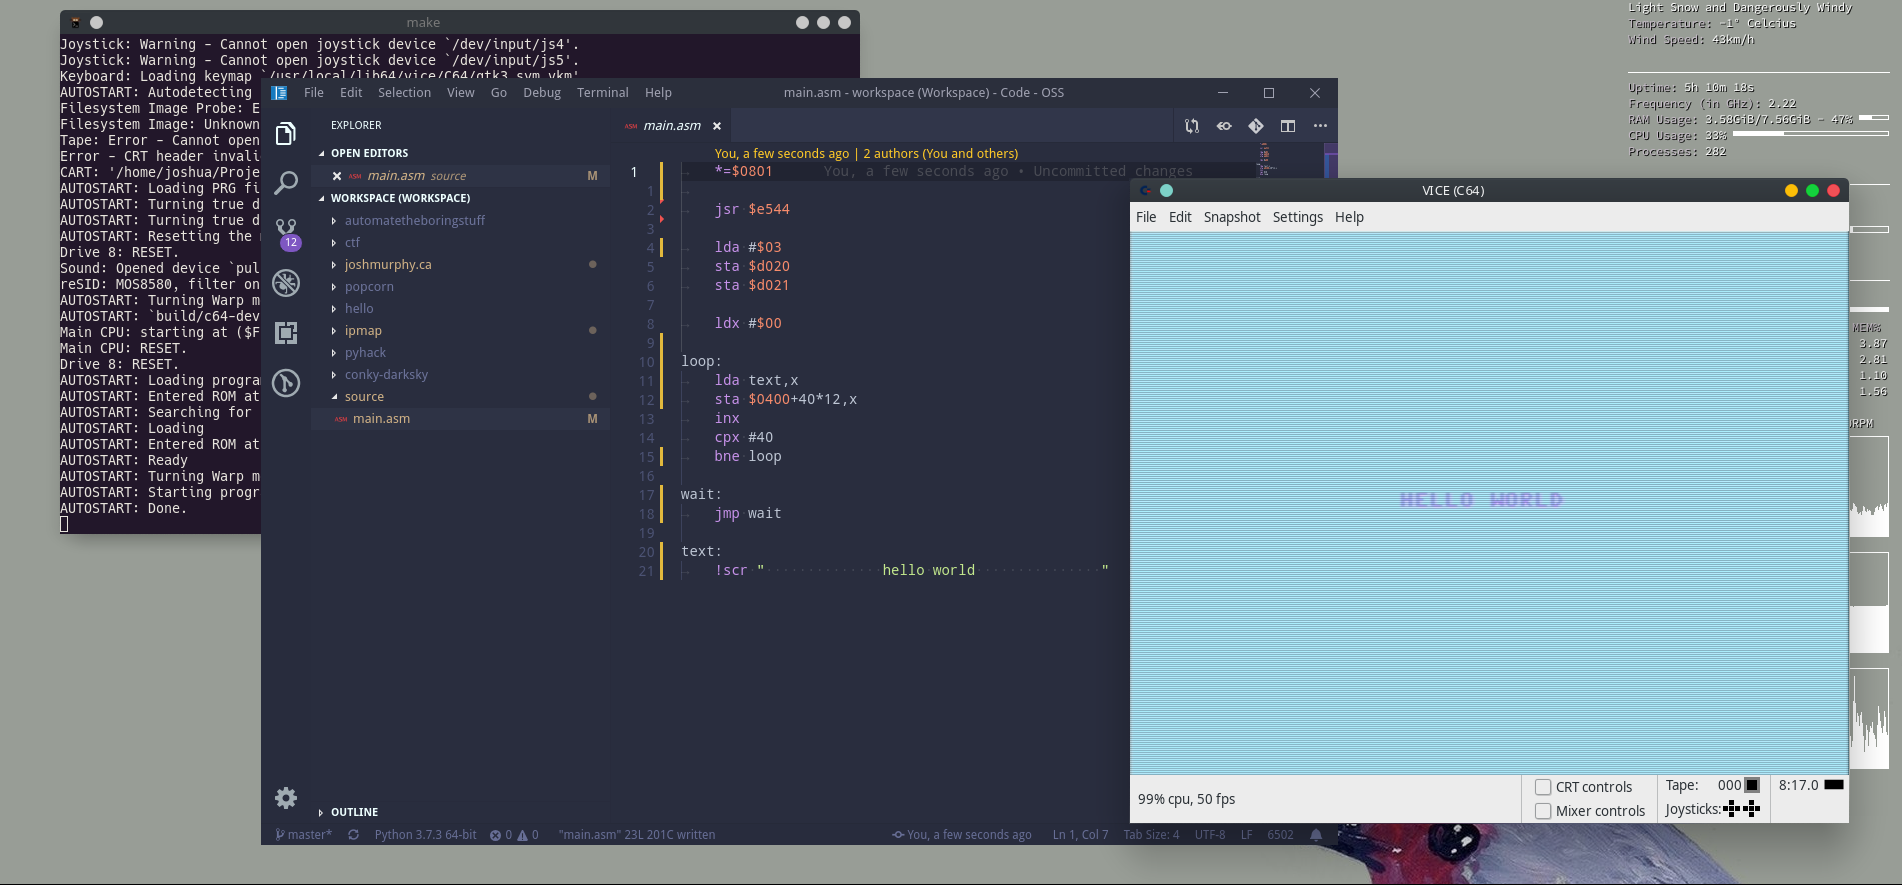 make
Joystick: Warning - Cannot open joystick device `/dev/input/js4'.
Joystick: Warning - Cannot open joystick device `/dev/input/js5'.
Keyboard: Loading keymap `/usr/local/lib64/vice/C64/gtk3_sym.vkm'
AUTOSTART: Autodetecting
Filesystem Image Probe: E
Filesystem Image: Unknown
Tape: Error - Cannot open
Error - CRT header invali
CART: '/home/joshua/Proje
AUTOSTART: Loading PRG fi
AUTOSTART: Turning true d
AUTOSTART: Turning true d
AUTOSTART: Resetting the
Drive 8: RESET.
Sound: Opened device `pul
reSID: MOS8580, filter on
AUTOSTART: Turning Warp m
AUTOSTART: `build/c64-dev
Main CPU: starting at ($F
Main CPU: RESET.
Drive 8: RESET.
AUTOSTART: Loading progra
AUTOSTART: Entered ROM at
AUTOSTART: Searching for
AUTOSTART: Loading
AUTOSTART: Entered ROM at
AUTOSTART: Ready
AUTOSTART: Turning Warp m
AUTOSTART: Starting progr
AUTOSTART: Done.
File Edit Selection View Go Debug Terminal Help
main.asm - workspace (Workspace) - Code - OSS
EXPLORER
OPEN EDITORS
ASM main.asm source M
WORKSPACE (WORKSPACE)
automatetheboringstuff
ctf
12
joshmurphy.ca
popcorn
hello
ipmap
pyhack
conky-darksky
source
ASM main.asm M
OUTLINE
ASM main.asm
You, a few seconds ago | 2 authors (You and others)
1 *=$0801 You, a few seconds ago • Uncommitted changes
1
2 jsr $e544
3
4 lda #$03
5 sta $d020
6 sta $d021
7
8 ldx #$00
9
10 loop:
11 lda text,x
12 sta $0400+40*12,x
13 inx
14 cpx #40
15 bne loop
16
17 wait:
18 jmp wait
19
20 text:
21 !scr "··············hello·world···············"
master* Python 3.7.3 64-bit 0 0 "main.asm" 23L 201C written You, a few seconds ago Ln 1, Col 7 Tab Size: 4 UTF-8 LF 6502
VICE (C64)
File Edit Snapshot Settings Help
HELLO WORLD
99% cpu, 50 fps
CRT controls
Mixer controls
Tape: 000
Joysticks:
8:17.0
Light Snow and Dangerously Windy
Temperature: -1° Celcius
Wind Speed: 43km/h
Uptime: 5h 10m 18s
Frequency (in GHz): 2.22
RAM Usage: 3.58GiB/7.56GiB - 47%
CPU Usage: 33%
Processes: 282
MEM%
3.87
2.81
1.10
1.56
RPM